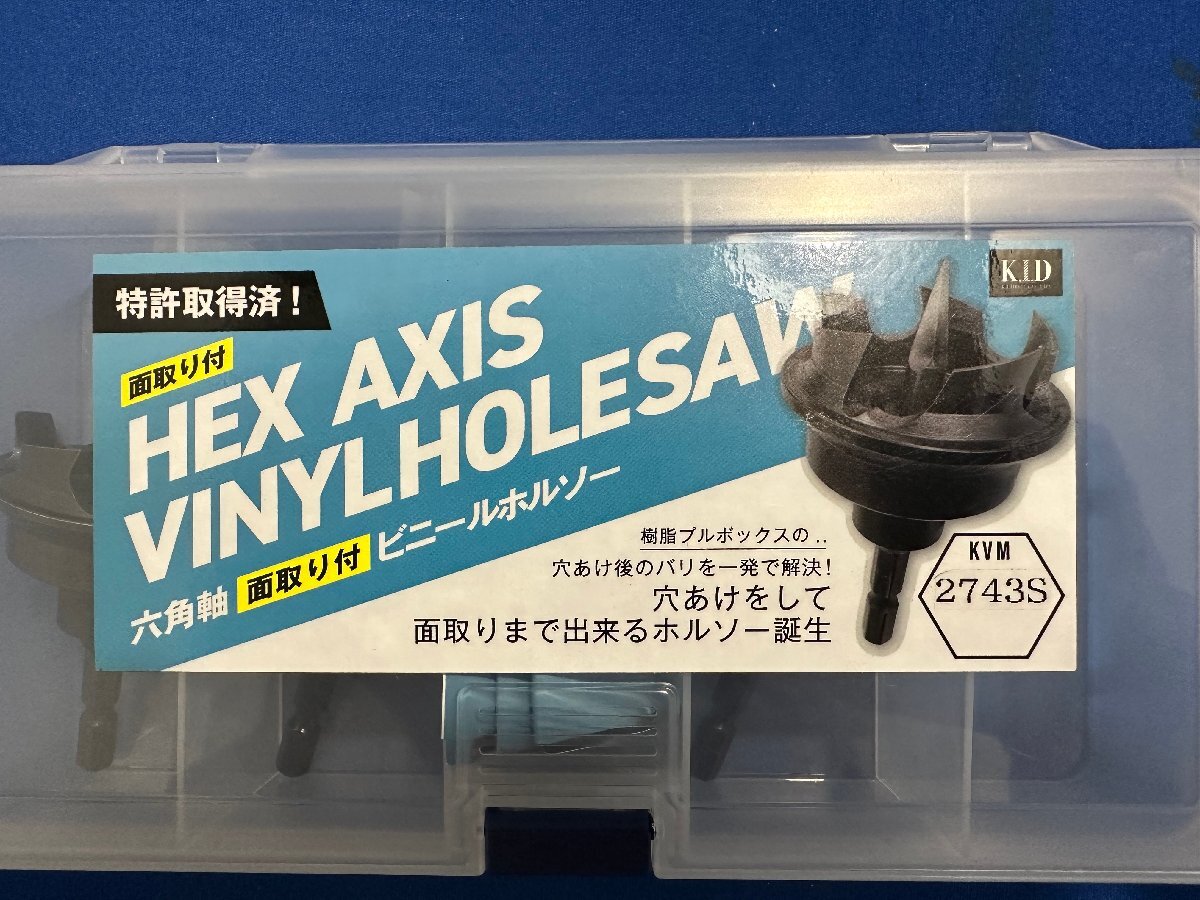 特許取得済!
K.I.D
面取り付
HEX AXIS
VINYLHOLESAW
六角軸 面取り付 ビニールホルソー
樹脂プルボックスの..
穴あけ後のバリを一発で解決!
穴あけをして
面取りまで出来るホルソー誕生
KVM
2743S